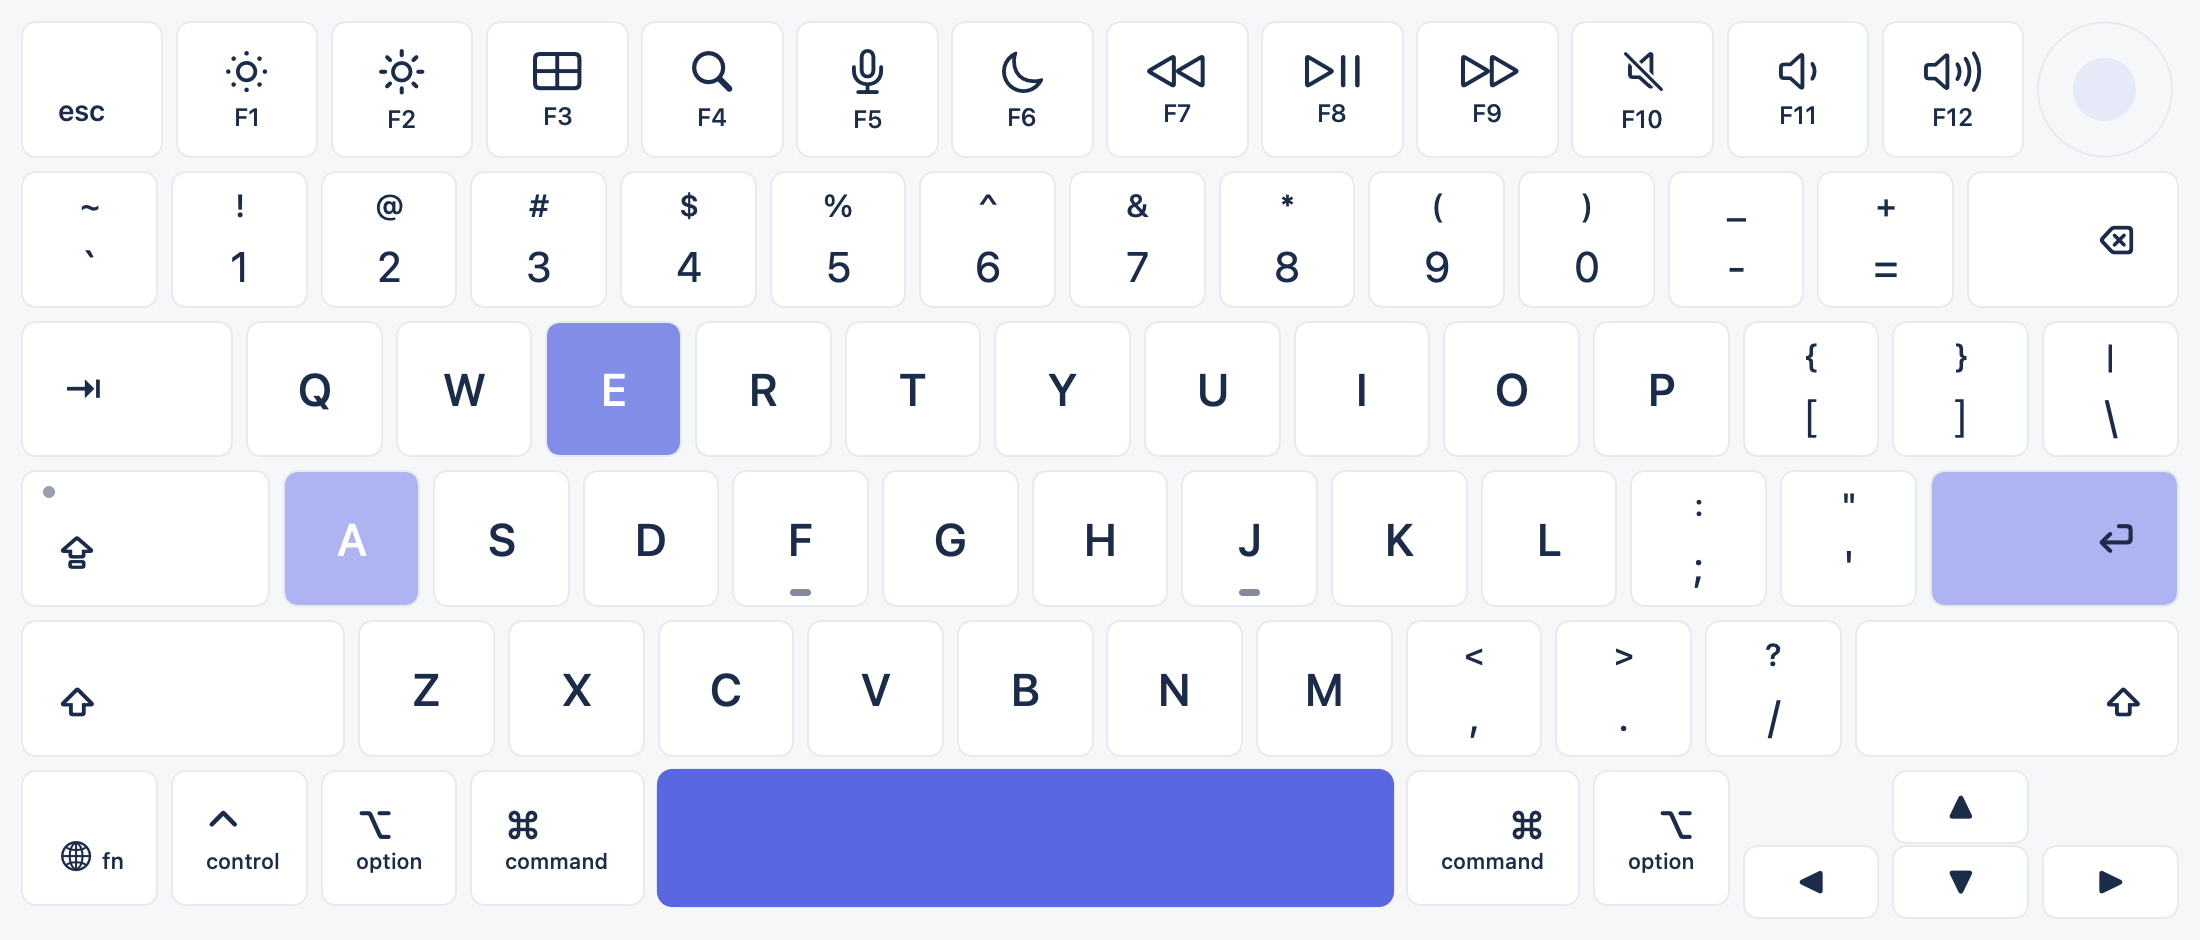 esc F1 F2 F3 F4 F5 F6 F7 F8 F9 F10 F11 F12
~ ! @ # $ % ^ & * ( ) _ +
` 1 2 3 4 5 6 7 8 9 0 - =
Q W E R T Y U I O P { } |
[ ] \
A S D F G H J K L : "
; '
Z X C V B N M < > ?
, . /
fn control option ⌘ command ⌘ command option